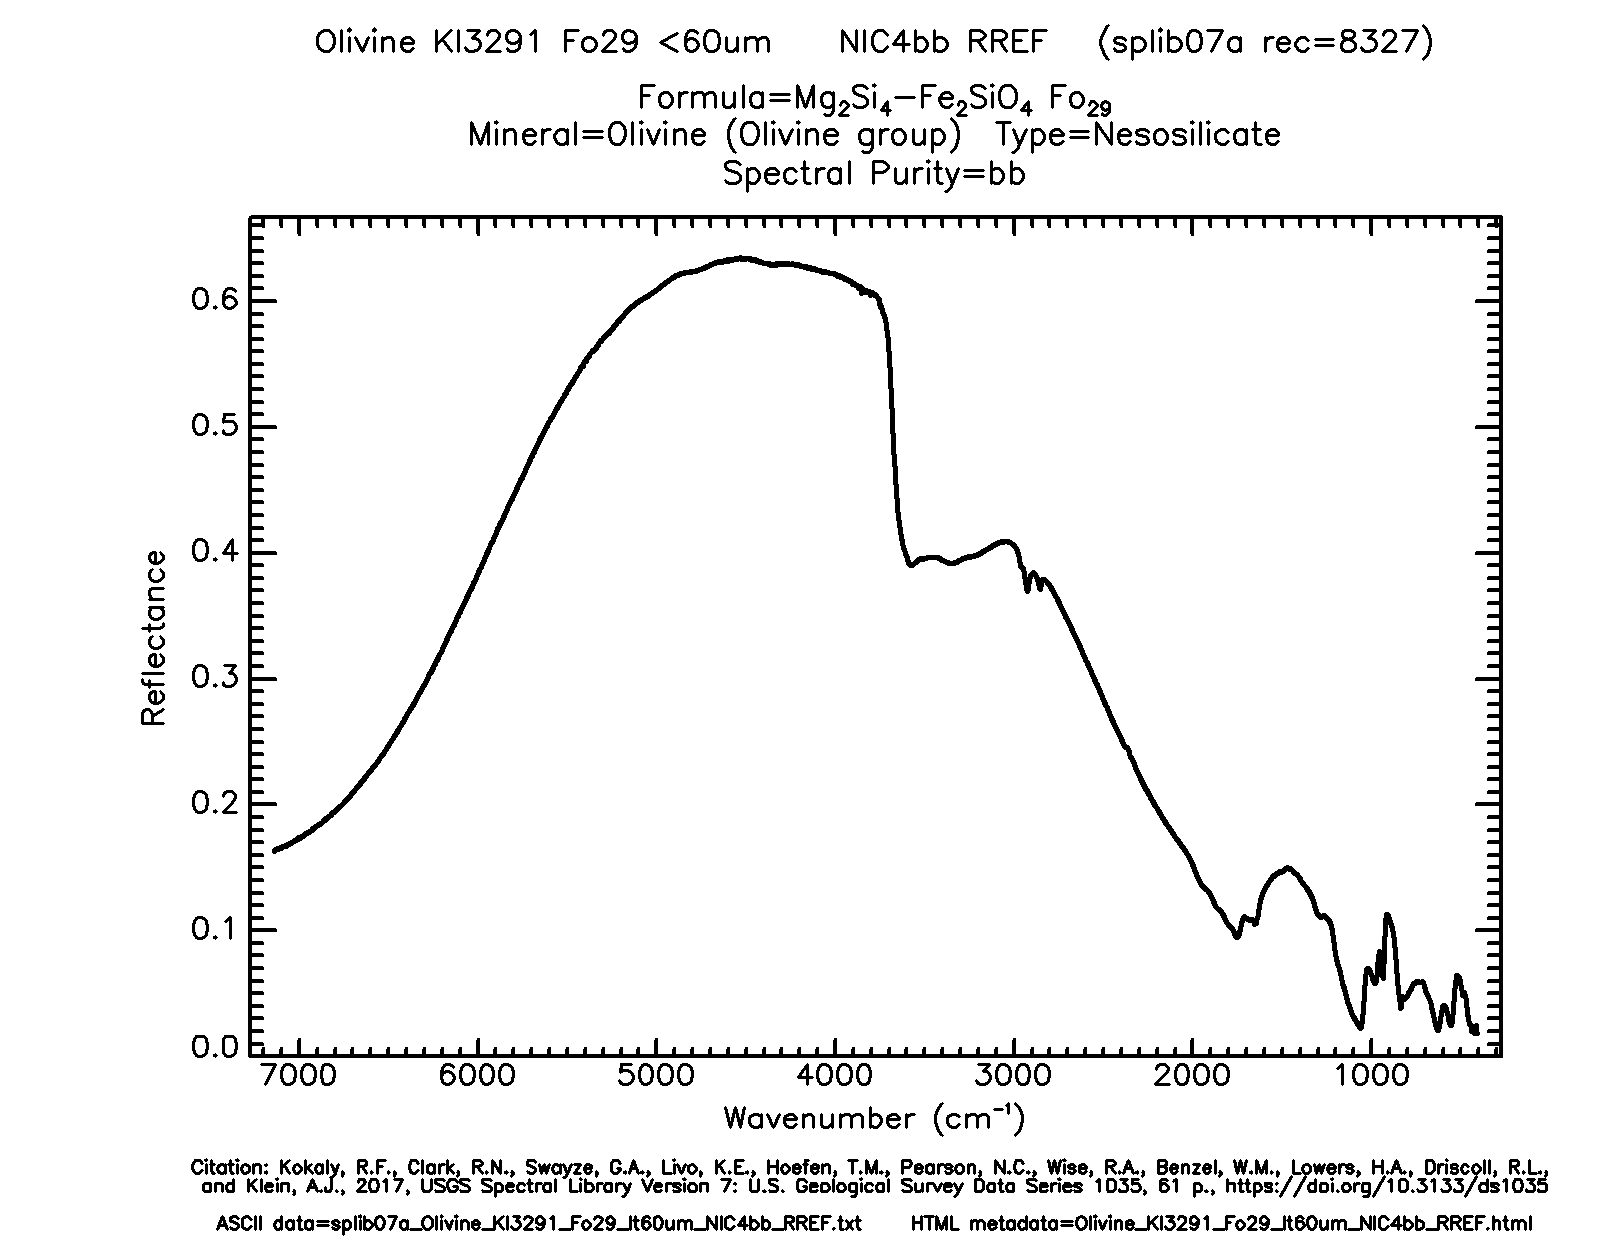 Olivine KI3291 Fo29 <60um NIC4bb RREF (splib07a rec=8327)
Formula=Mg₂Si₄−Fe₂SiO₄ Fo₂₉
Mineral=Olivine (Olivine group) Type=Nesosilicate
Spectral Purity=bb
0.6
0.5
0.4
0.3
0.2
0.1
0.0
Reflectance
7000 6000 5000 4000 3000 2000 1000
Wavenumber (cm⁻¹)
Citation: Kokaly, R.F., Clark, R.N., Swayze, G.A., Livo, K.E., Hoefen, T.M., Pearson, N.C., Wise, R.A., Benzel, W.M., Lowers, H.A., Driscoll, R.L.,
and Klein, A.J., 2017, USGS Spectral Library Version 7: U.S. Geological Survey Data Series 1035, 61 p., https://doi.org/10.3133/ds1035
ASCII data=splib07a_Olivine_KI3291_Fo29_lt60um_NIC4bb_RREF.txt HTML metadata=Olivine_KI3291_Fo29_lt60um_NIC4bb_RREF.html